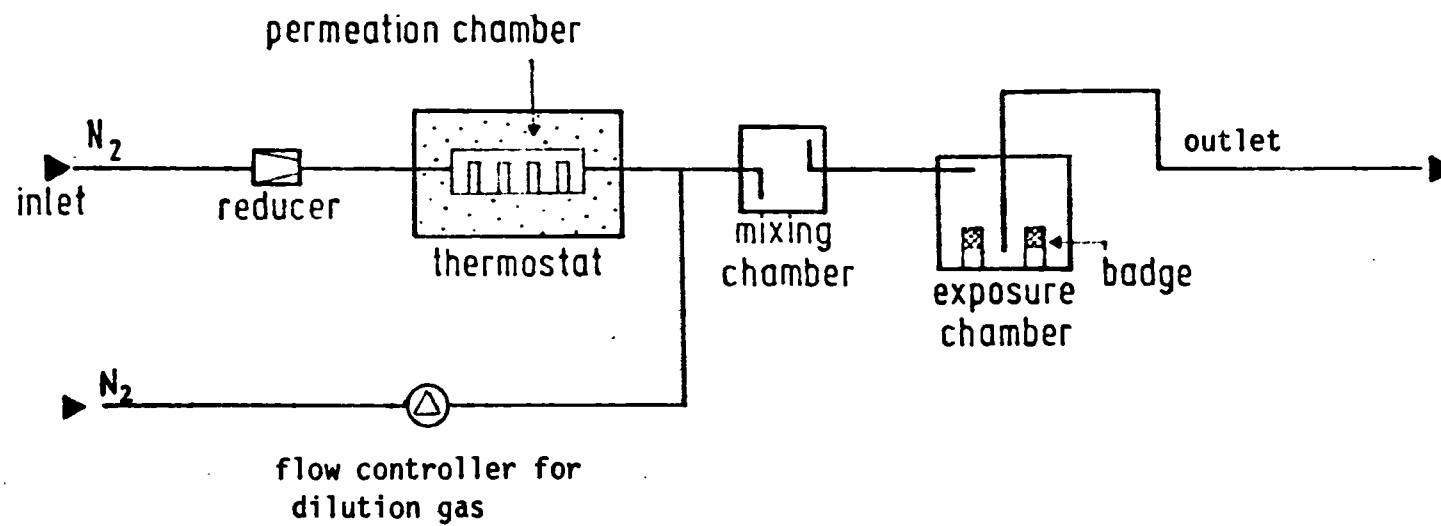 permeation chamber
N₂
inlet
reducer
thermostat
mixing
chamber
outlet
badge
exposure
chamber
N₂
flow controller for
dilution gas